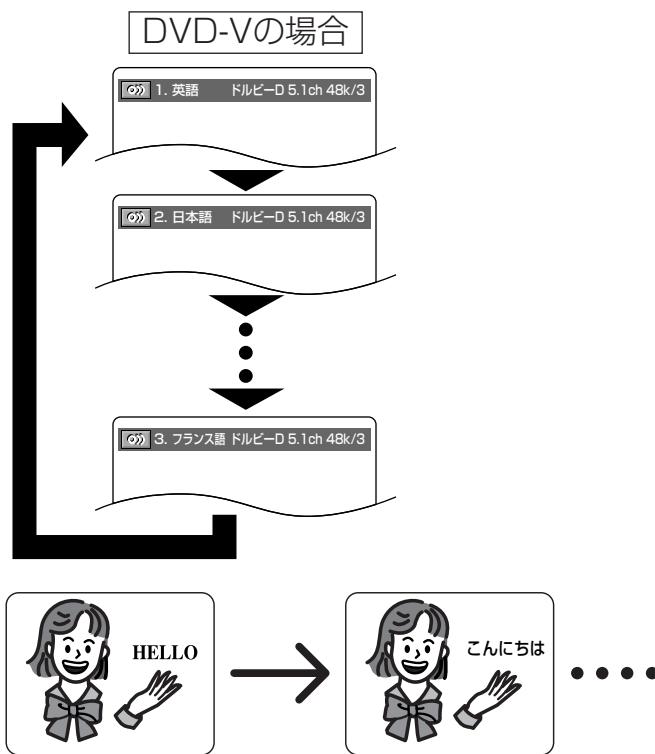 DVD-Vの場合
1. 英語 ドルビーD 5.1ch 48k/3
2. 日本語 ドルビーD 5.1ch 48k/3
3. フランス語 ドルビーD 5.1ch 48k/3
HELLO
こんにちは